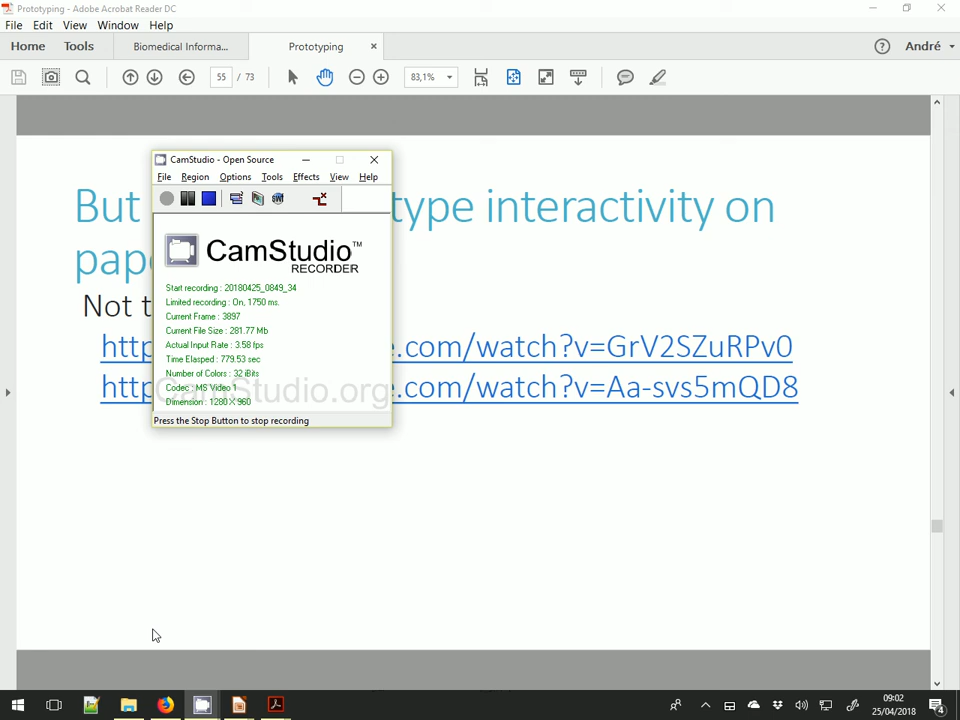 Prototyping - Adobe Acrobat Reader DC
File Edit View Window Help
Home Tools Biomedical Informa... Prototyping × ? André
55 / 73 83,1%
But type interactivity on
pap
Not t
http e.com/watch?v=GrV2SZuRPv0
http e.com/watch?v=Aa-svs5mQD8
CamStudio - Open Source
File Region Options Tools Effects View Help
CamStudio™
RECORDER
Start recording : 20180425_0849_34
Limited recording : On, 1750 ms.
Current Frame : 3897
Current File Size : 281.77 Mb
Actual Input Rate : 3.58 fps
Time Elasped : 779.53 sec
Number of Colors : 32 Bits
Codec : MS Video 1
Dimension : 1280 X 960
CamStudio.org
Press the Stop Button to stop recording
09:02
25/04/2018
4